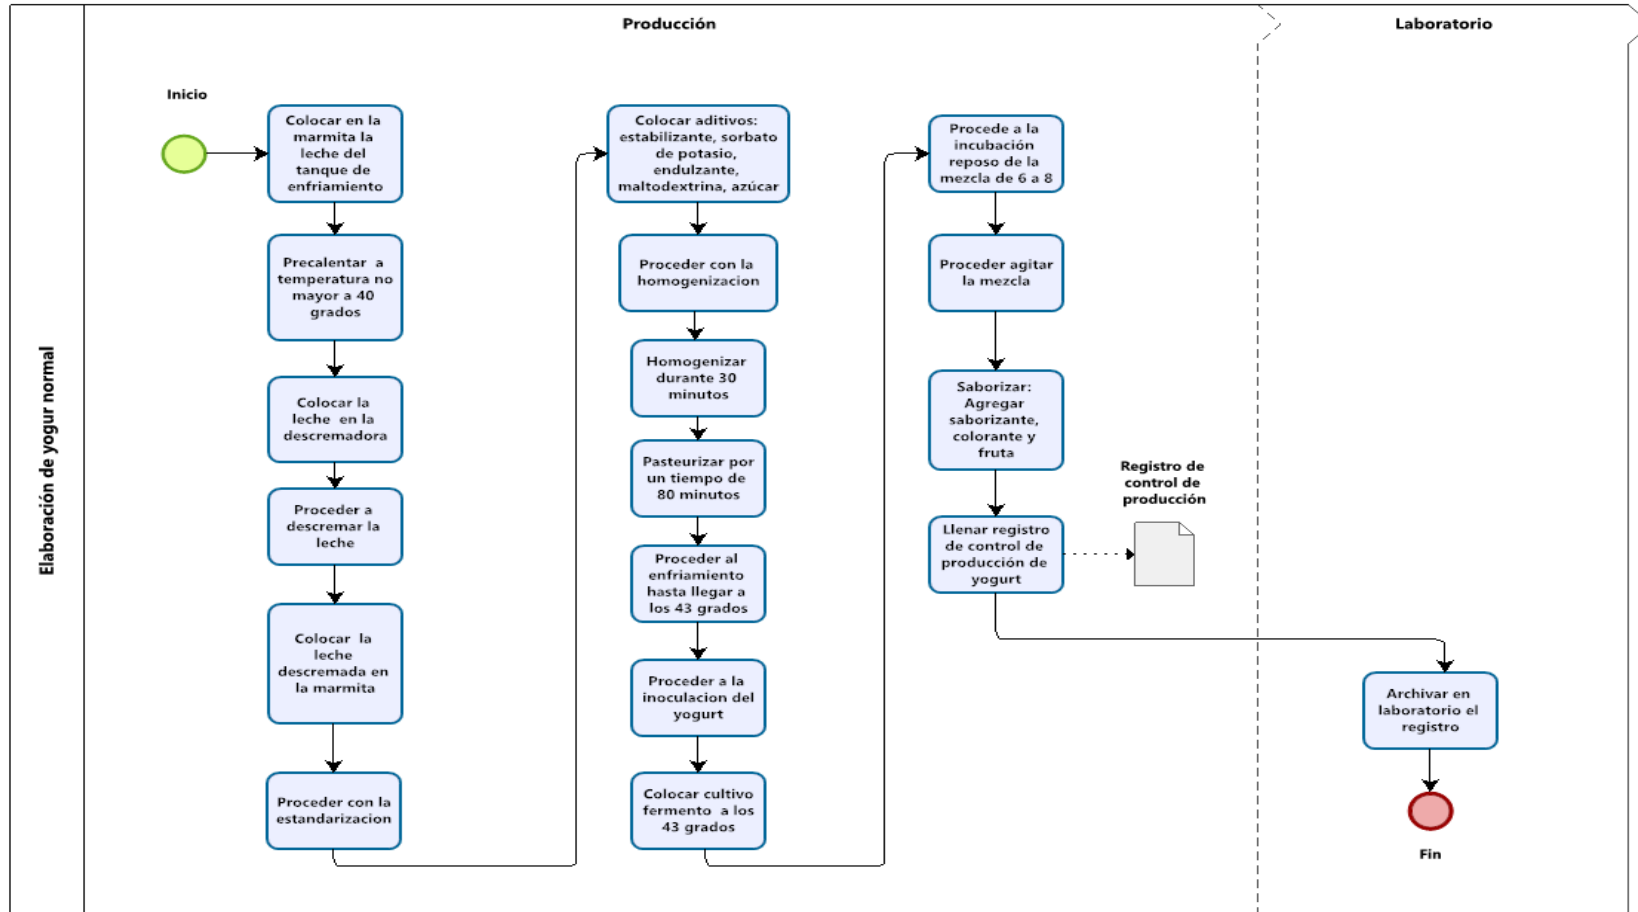 Producción
Laboratorio
Elaboración de yogur normal
Inicio
Colocar en la
marmita la
leche del
tanque de
enfriamiento
Precalentar a
temperatura no
mayor a 40
grados
Colocar la
leche en la
descremadora
Proceder a
descremar la
leche
Colocar la
leche
descremada en
la marmita
Proceder con la
estandarizacion
Colocar aditivos:
estabilizante, sorbato
de potasio,
endulzante,
maltodextrina, azúcar
Proceder con la
homogenizacion
Homogenizar
durante 30
minutos
Pasteurizar por
un tiempo de
80 minutos
Proceder al
enfriamiento
hasta llegar a
los 43 grados
Proceder a la
inoculacion del
yogurt
Colocar cultivo
fermento a los
43 grados
Procede a la
incubación
reposo de la
mezcla de 6 a 8
Proceder agitar
la mezcla
Saborizar:
Agregar
saborizante,
colorante y
fruta
Llenar registro
de control de
producción de
yogurt
Registro de
control de
producción
Archivar en
laboratorio el
registro
Fin